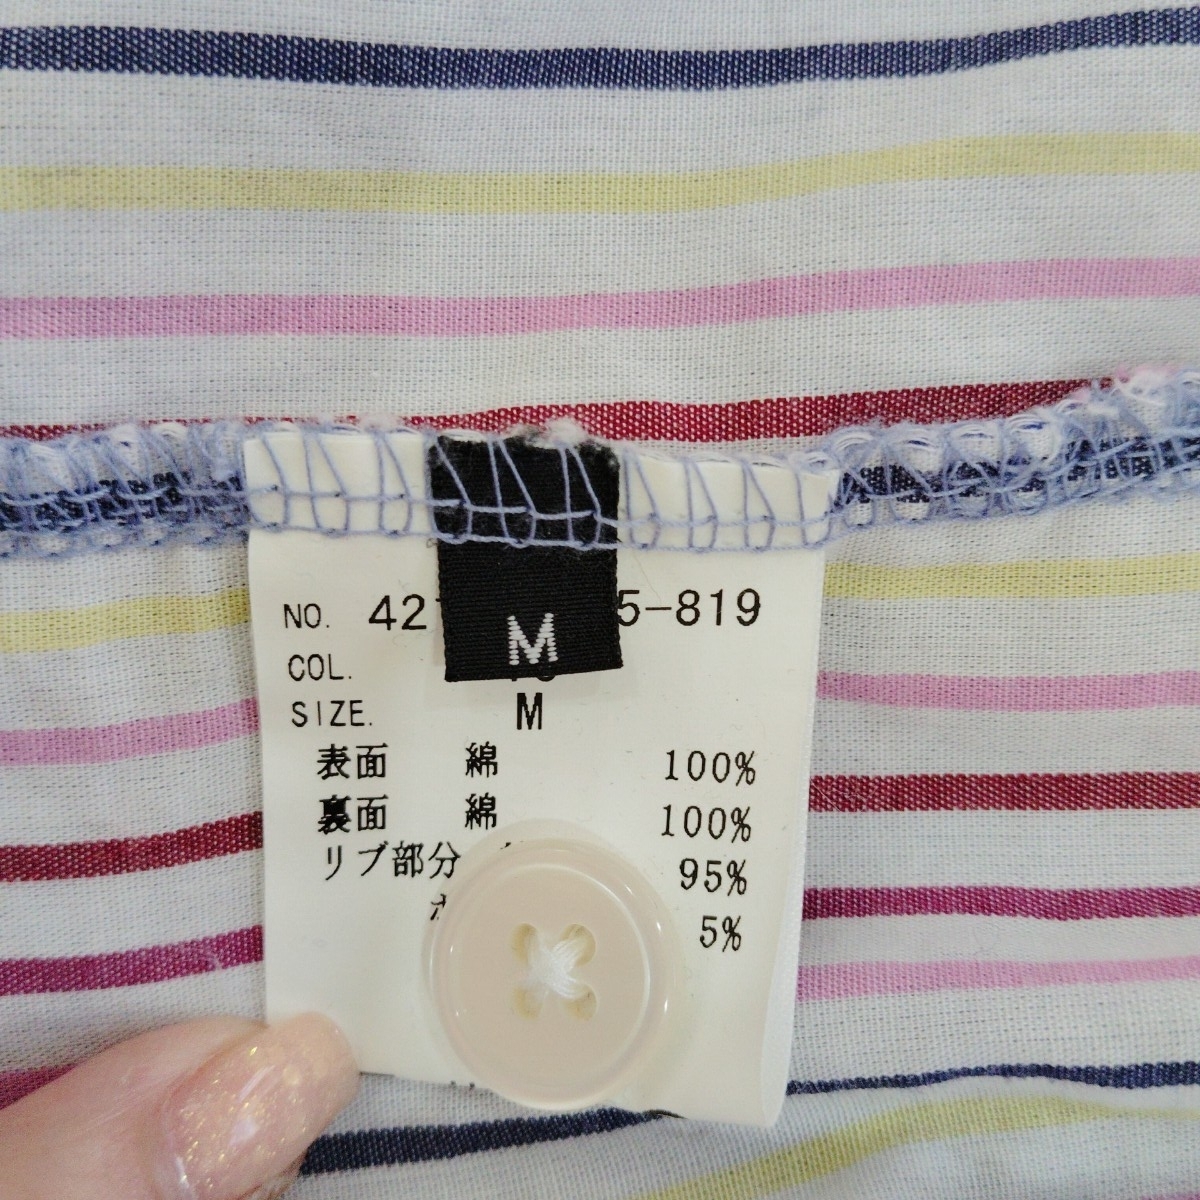 M
NO. 42 5-819
COL.
SIZE. M
表面 綿 100%
裏面 綿 100%
リブ部分 95%
5%